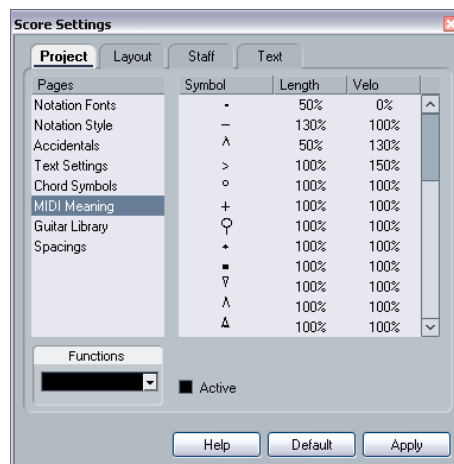 Score Settings
Project Layout Staff Text
Pages Symbol Length Velo
Notation Fonts - 50% 0%
Notation Style – 130% 100%
Accidentals ^ 50% 130%
Text Settings > 100% 150%
Chord Symbols o 100% 100%
MIDI Meaning + 100% 100%
Guitar Library 100% 100%
Spacings 100% 100%
100% 100%
100% 100%
100% 100%
100% 100%
Functions
Active
Help Default Apply